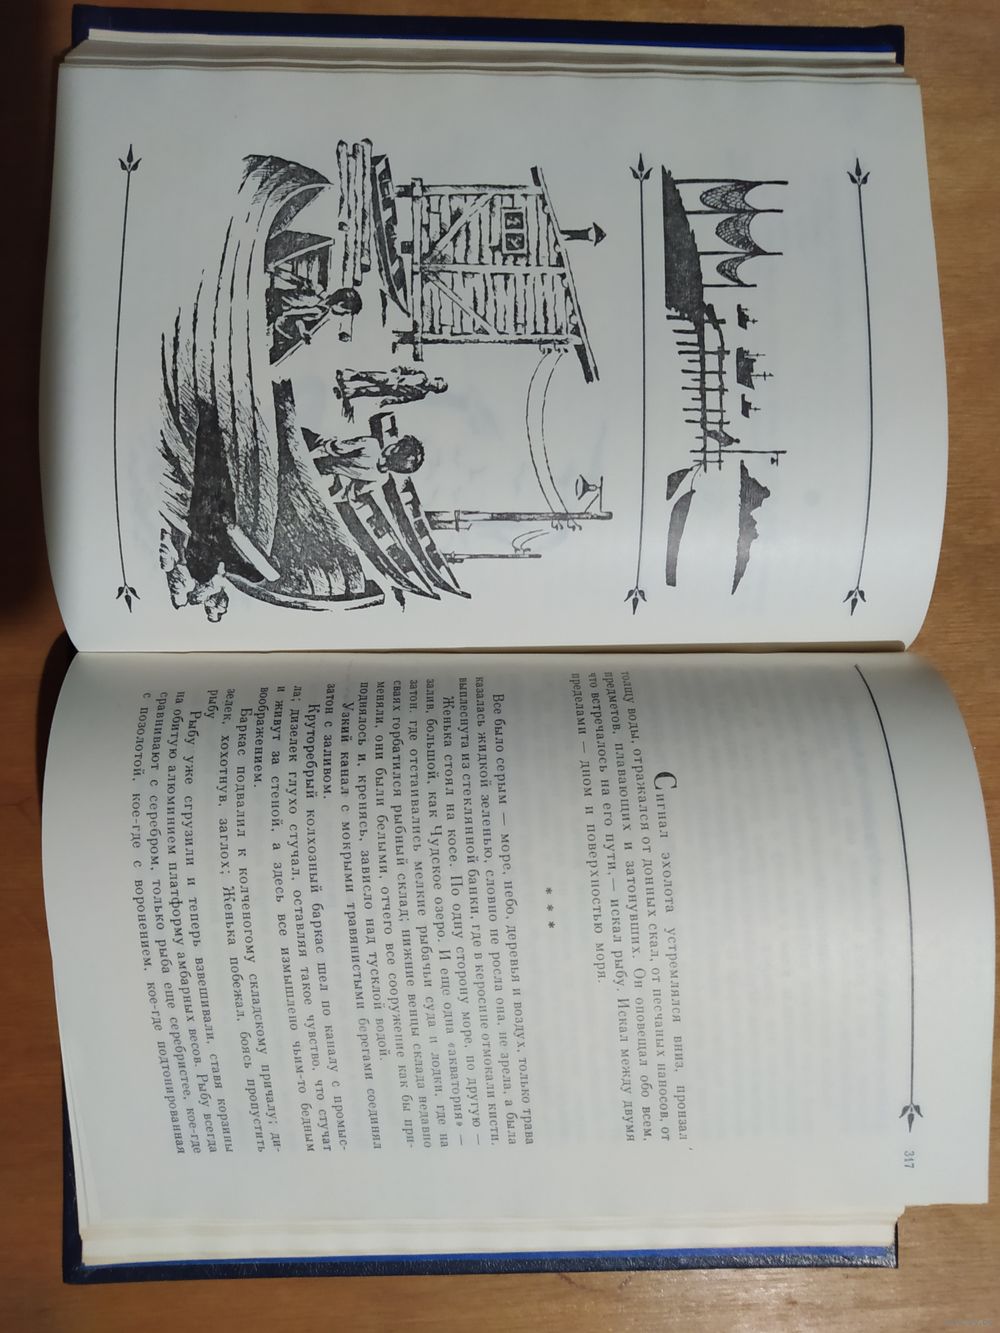 317
Сигнал эхолота устремлялся вниз, пронзал
толщу воды, отражался от донных скал, от песчаных наносов, от
предметов, плавающих и затонувших. Он оповещал обо всем,
что встречалось на его пути, — искал рыбу. Искал между двумя
пределами — дном и поверхностью моря.
* * *
Все было серым — море, небо, деревья и воздух, только трава
казалась жидкой зеленью, словно не росла она, не зрела, а была
выплеснута из стеклянной банки, где в керосине отмокали кисти.
Женька стоял на косе. По одну сторону море, по другую —
залив, большой, как Чудское озеро. И еще одна «акватория» —
затон, где отстаивались мелкие рыбачьи суда и лодки, где на
сваях горбатился рыбный склад; нижние венцы склада недавно
меняли, они были белыми, отчего все сооружение как бы при-
поднялось и, кренясь, зависло над тусклой водой.
Узкий канал с мокрыми травянистыми берегами соединял
затон с заливом.
Круторебрый колхозный баркас шел по каналу с промыс-
ла; дизелек глухо стучал, оставляя такое чувство, что стучат
и живут за стеной, а здесь все измышлено чьим-то бедным
воображением.
Баркас подвалил к колченогому складскому причалу; ди-
зелек, хохотнув, заглох; Женька побежал, боясь пропустить
рыбу
Рыбу уже сгрузили и теперь взвешивали, ставя корзины
на обитую алюминием платформу амбарных весов. Рыбу всегда
сравнивают с серебром, только рыба еще серебристее, кое-где
с позолотой, кое-где с воронением, кое-где подтонированная